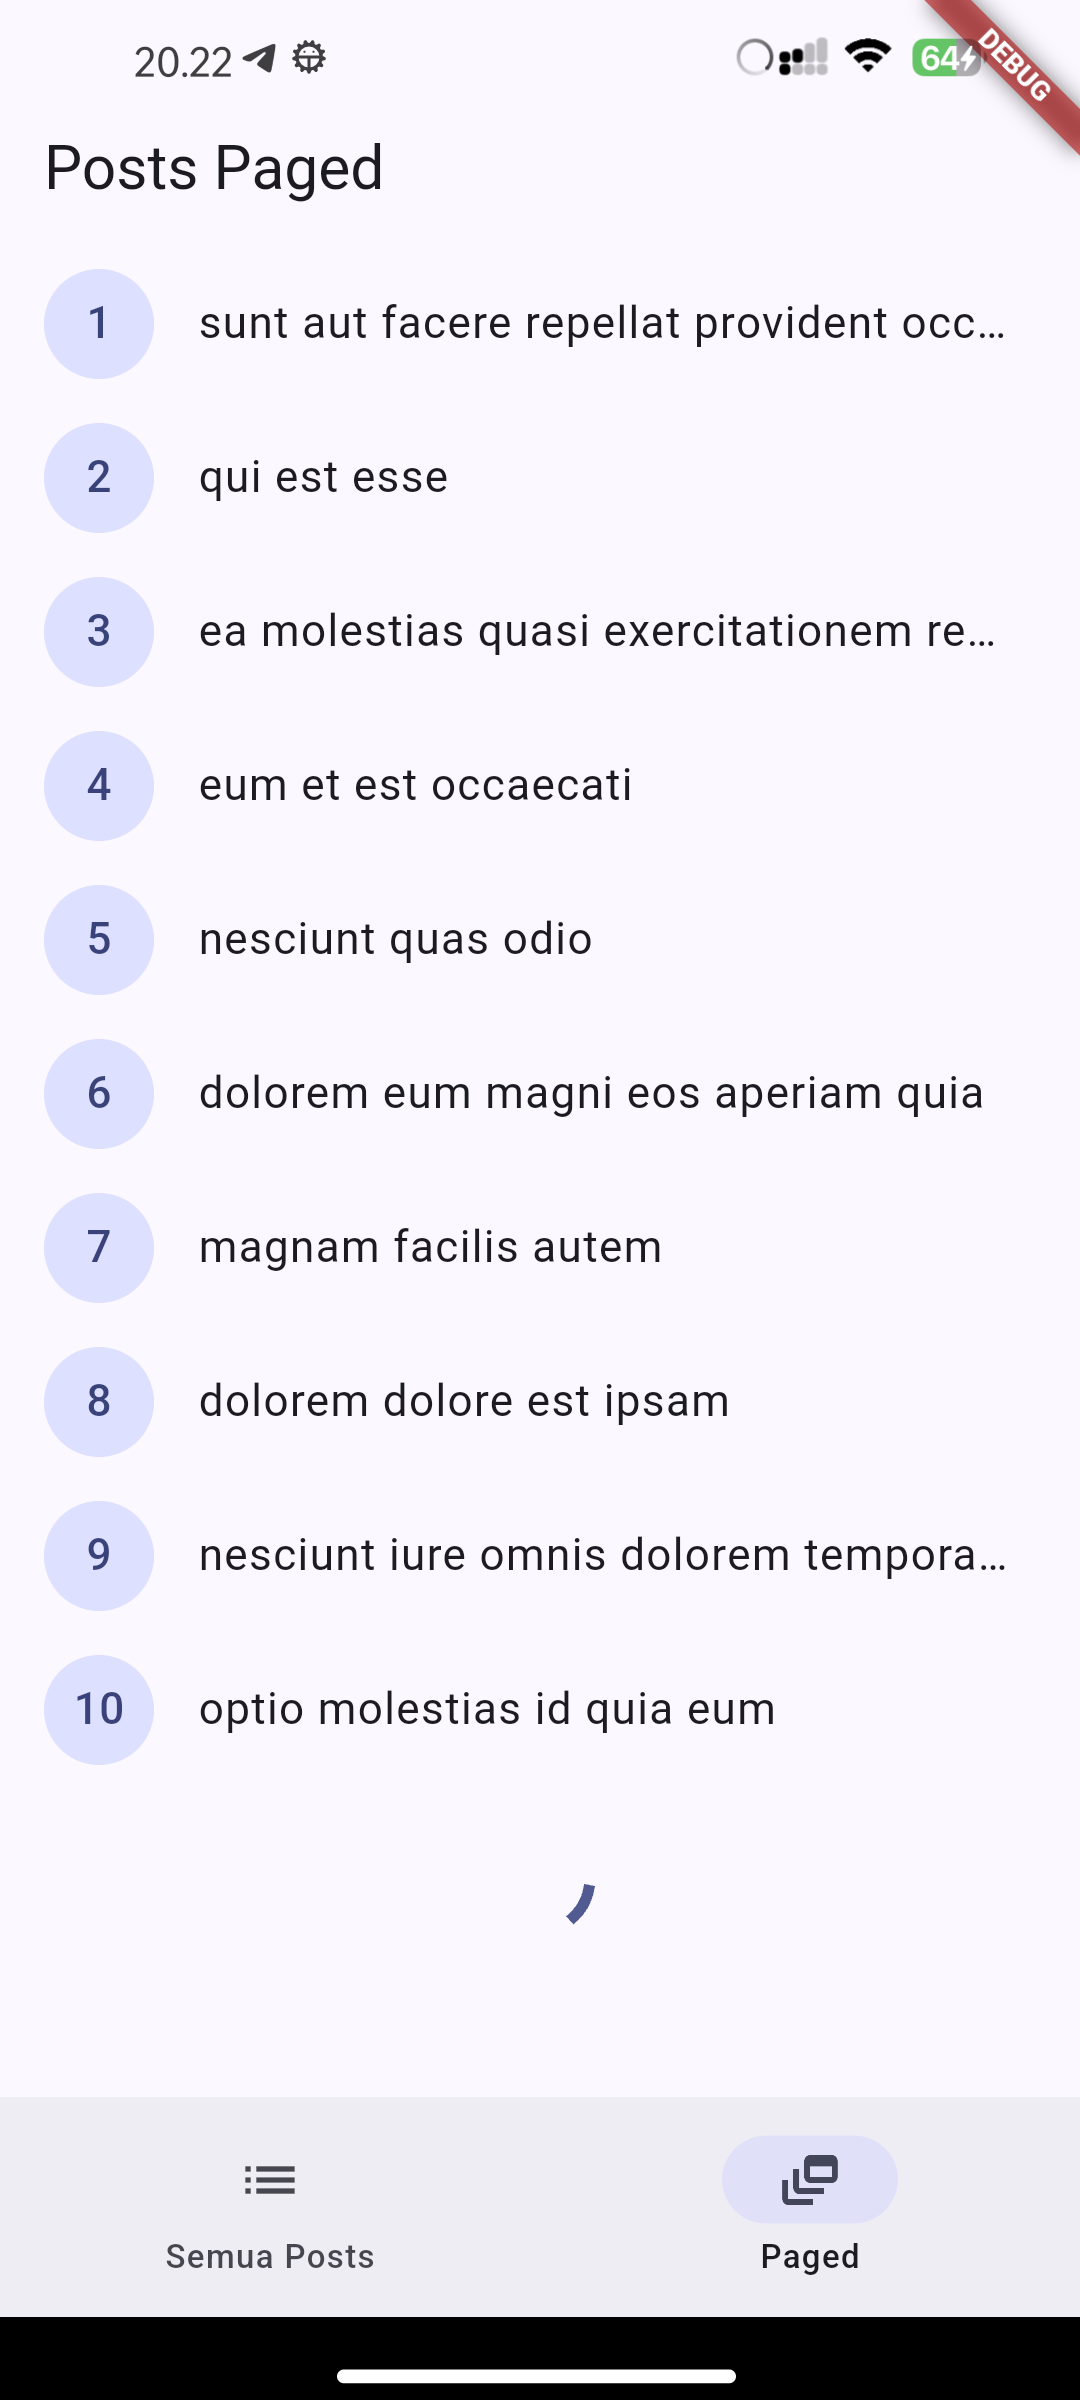 20.22
64
DEBUG
Posts Paged
1 sunt aut facere repellat provident occ...
2 qui est esse
3 ea molestias quasi exercitationem re...
4 eum et est occaecati
5 nesciunt quas odio
6 dolorem eum magni eos aperiam quia
7 magnam facilis autem
8 dolorem dolore est ipsam
9 nesciunt iure omnis dolorem tempora...
10 optio molestias id quia eum
Semua Posts
Paged